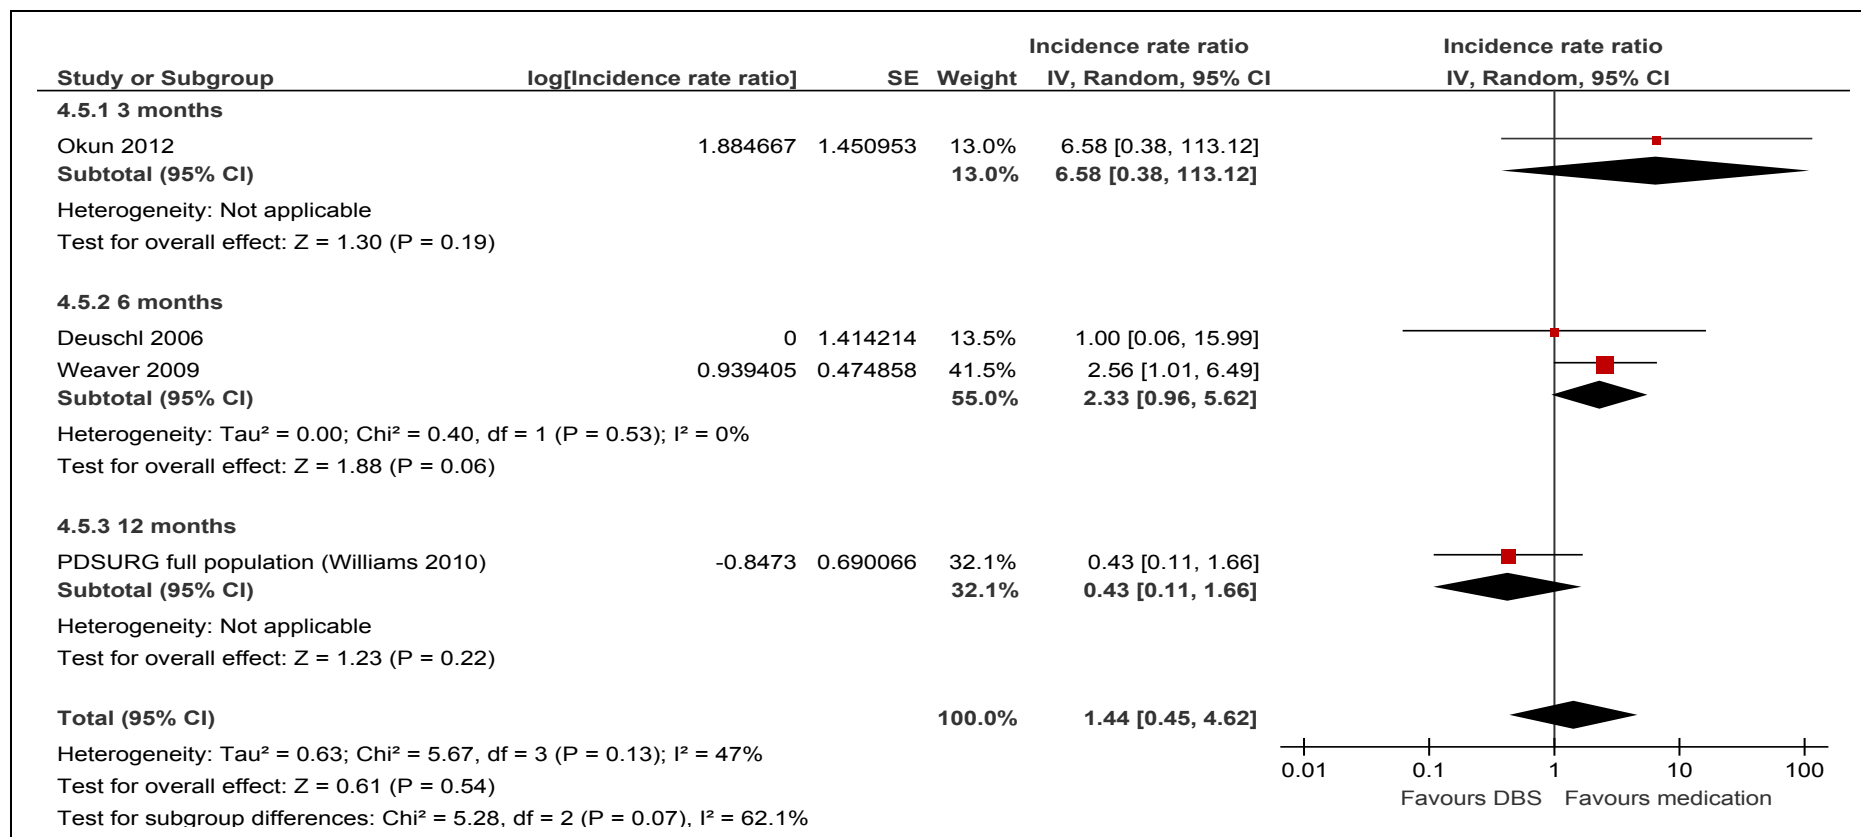 Incidence rate ratio Incidence rate ratio
Study or Subgroup log[Incidence rate ratio] SE Weight IV, Random, 95% CI IV, Random, 95% CI
4.5.1 3 months
Okun 2012 1.884667 1.450953 13.0% 6.58 [0.38, 113.12]
Subtotal (95% CI) 13.0% 6.58 [0.38, 113.12]
Heterogeneity: Not applicable
Test for overall effect: Z = 1.30 (P = 0.19)
4.5.2 6 months
Deuschl 2006 0 1.414214 13.5% 1.00 [0.06, 15.99]
Weaver 2009 0.939405 0.474858 41.5% 2.56 [1.01, 6.49]
Subtotal (95% CI) 55.0% 2.33 [0.96, 5.62]
Heterogeneity: Tau² = 0.00; Chi² = 0.40, df = 1 (P = 0.53); I² = 0%
Test for overall effect: Z = 1.88 (P = 0.06)
4.5.3 12 months
PDSURG full population (Williams 2010) -0.8473 0.690066 32.1% 0.43 [0.11, 1.66]
Subtotal (95% CI) 32.1% 0.43 [0.11, 1.66]
Heterogeneity: Not applicable
Test for overall effect: Z = 1.23 (P = 0.22)
Total (95% CI) 100.0% 1.44 [0.45, 4.62]
Heterogeneity: Tau² = 0.63; Chi² = 5.67, df = 3 (P = 0.13); I² = 47%
Test for overall effect: Z = 0.61 (P = 0.54)
Test for subgroup differences: Chi² = 5.28, df = 2 (P = 0.07), I² = 62.1%
0.01 0.1 1 10 100
Favours DBS Favours medication